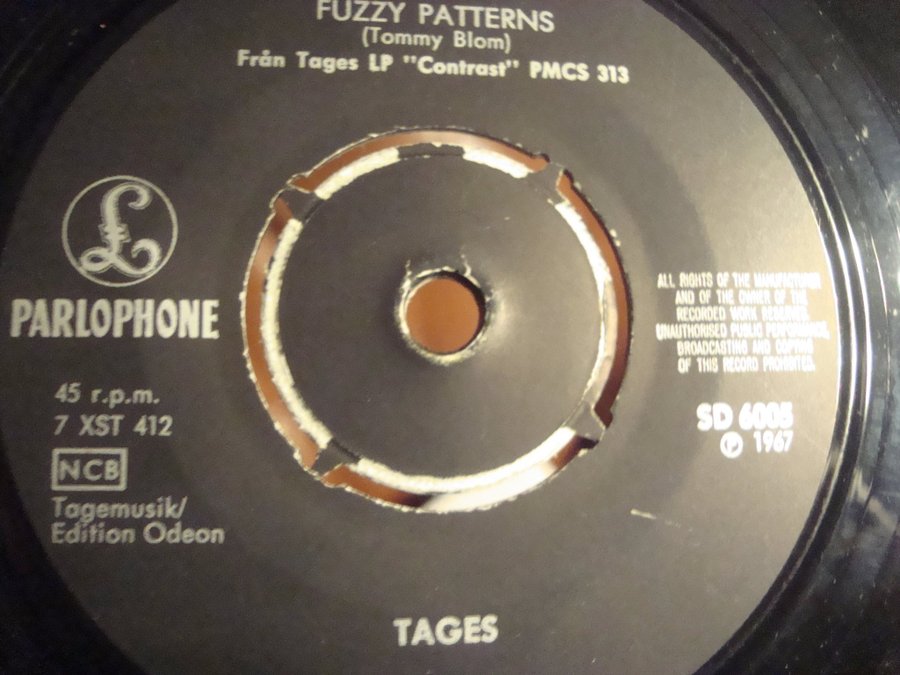 FUZZY PATTERNS
(Tommy Blom)
Från Tages LP "Contrast" PMCS 313
£
PARLOPHONE
45 r.p.m.
7 XST 412
NCB
Tagemusik/
Edition Odeon
ALL RIGHTS OF THE MANUFACTURER
AND OF THE OWNER OF THE
RECORDED WORK RESERVED.
UNAUTHORISED PUBLIC PERFORMANCE,
BROADCASTING AND COPYING
OF THIS RECORD PROHIBITED.
SD 6005
℗ 1967
TAGES